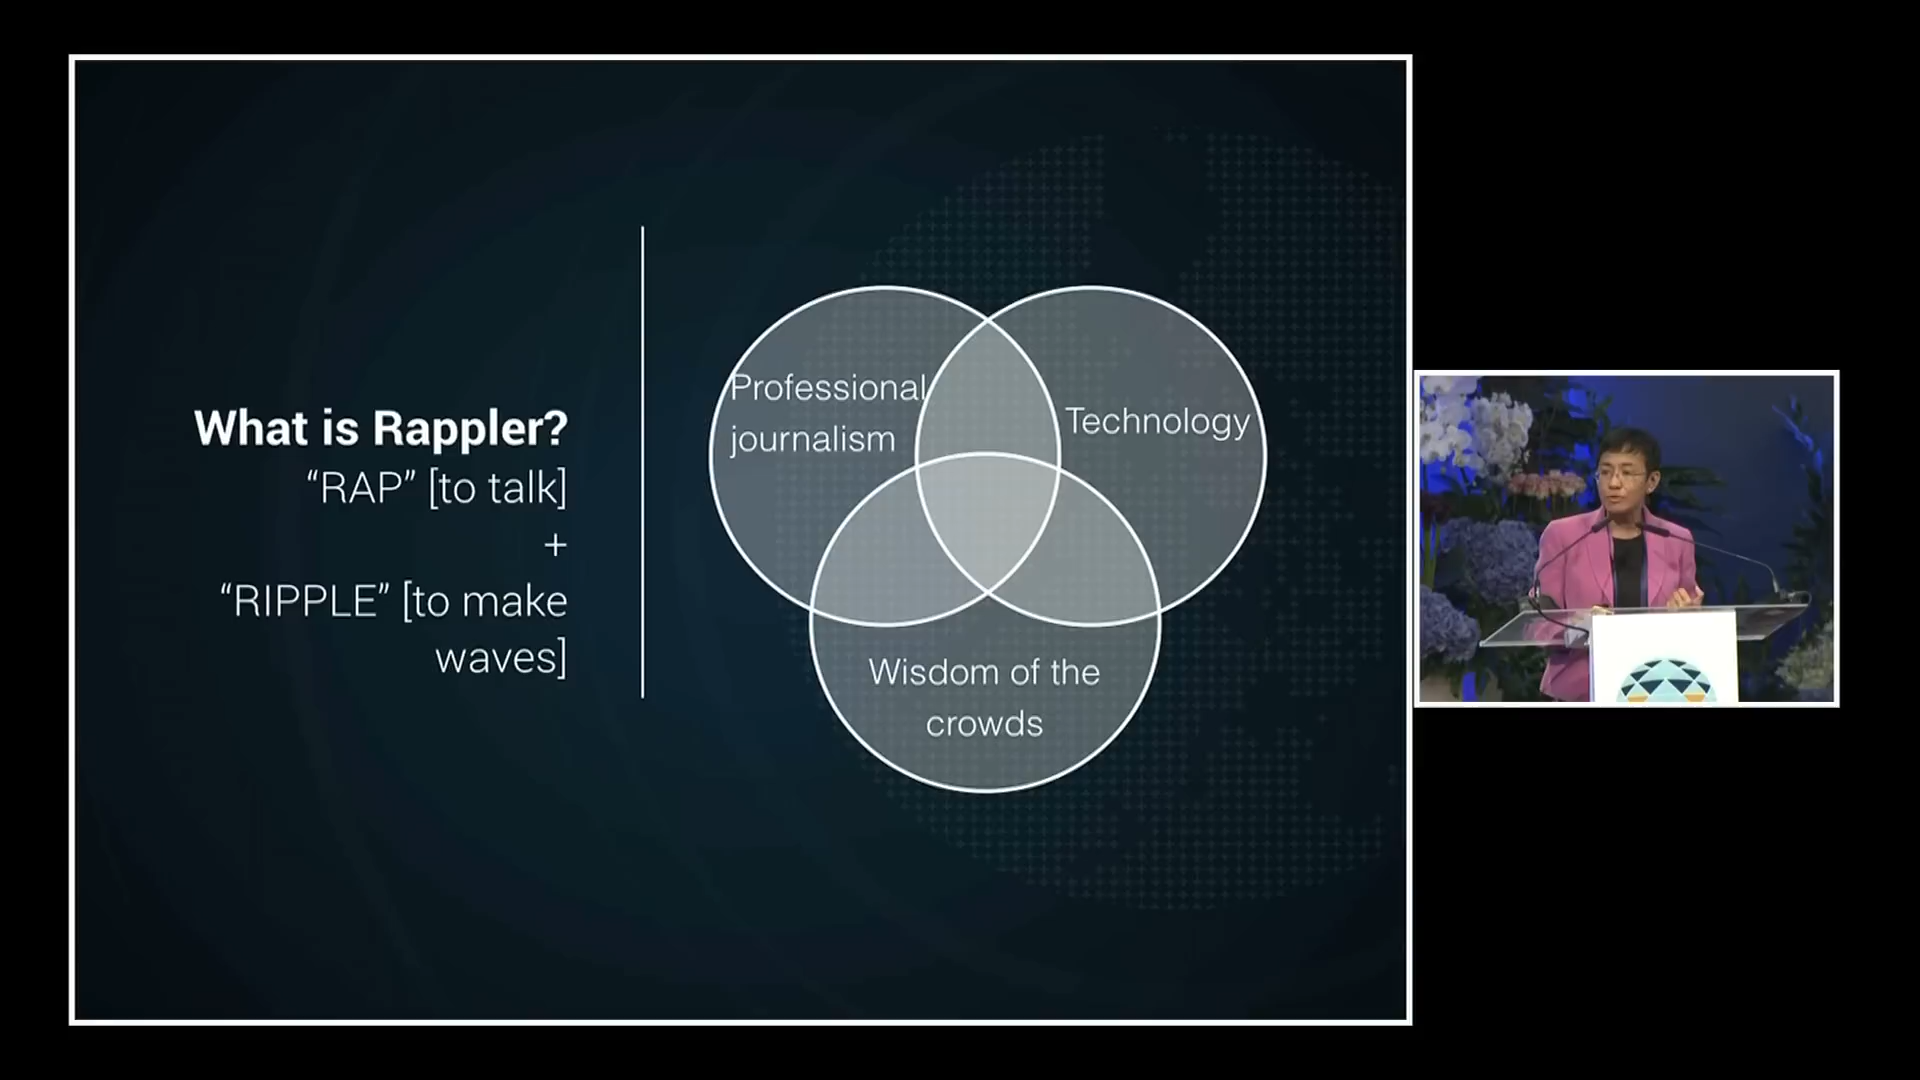 What is Rappler?
“RAP” [to talk]
+
“RIPPLE” [to make
waves]
Professional
journalism
Technology
Wisdom of the
crowds